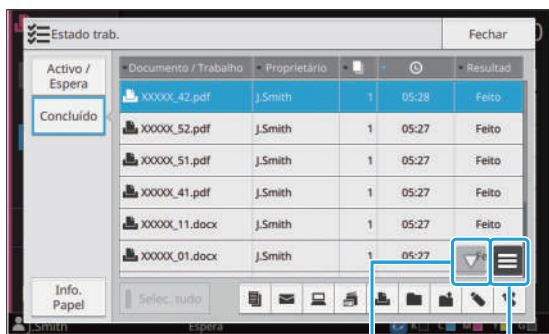 Estado trab.
Fechar
Activo /
Espera
Concluído
Info.
Papel
Documento / Trabalho Proprietário Resultad
XXXXX_42.pdf J.Smith 1 05:28 Feito
XXXXX_52.pdf J.Smith 1 05:27 Feito
XXXXX_51.pdf J.Smith 1 05:27 Feito
XXXXX_41.pdf J.Smith 1 05:27 Feito
XXXXX_11.docx J.Smith 1 05:27 Feito
XXXXX_01.docx J.Smith 1 05:27
Selec. tudo
J.Smith Espera K C M Y